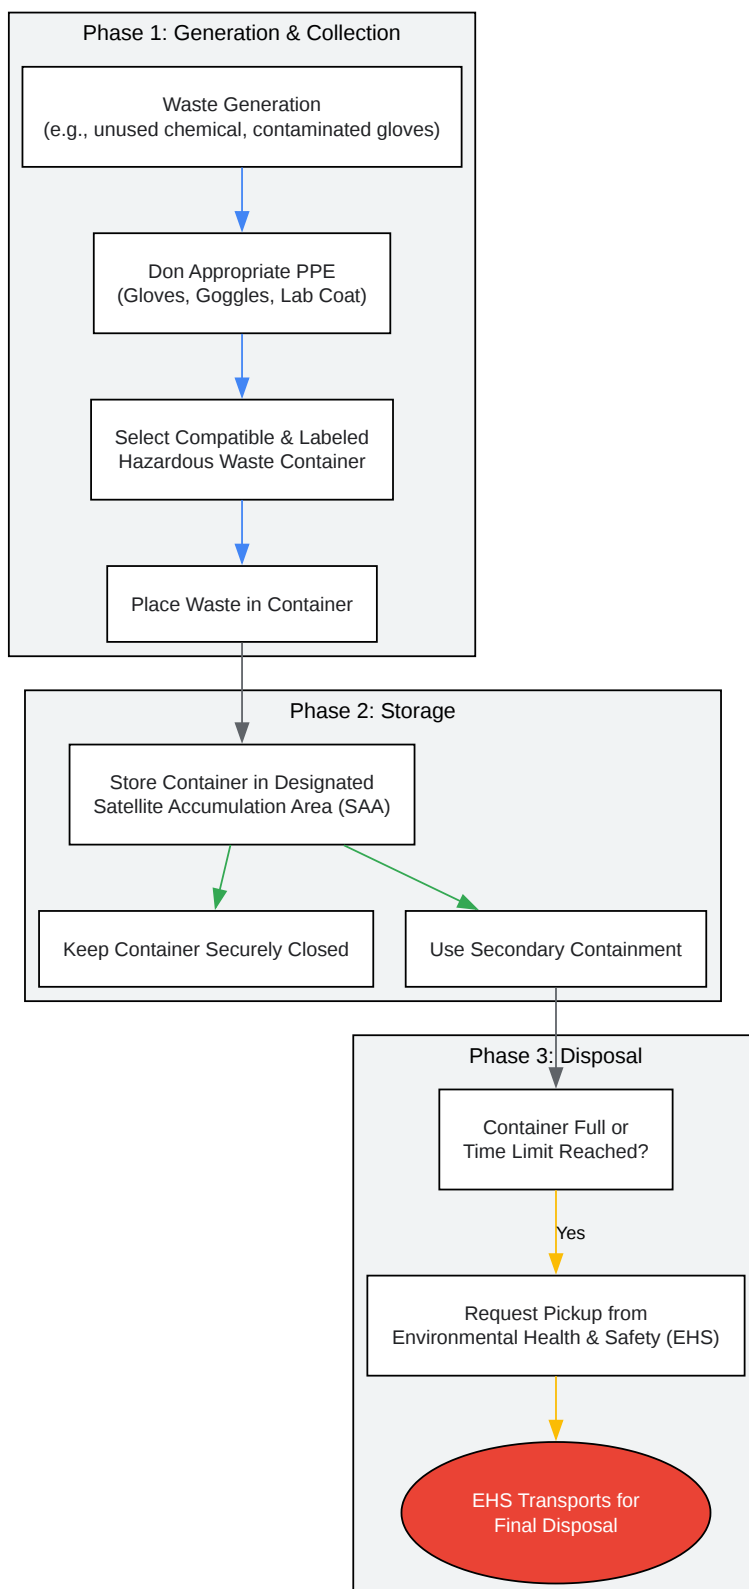 Phase 1: Generation & Collection
Waste Generation
(e.g., unused chemical, contaminated gloves)
Don Appropriate PPE
(Gloves, Goggles, Lab Coat)
Select Compatible & Labeled
Hazardous Waste Container
Place Waste in Container
Phase 2: Storage
Store Container in Designated
Satellite Accumulation Area (SAA)
Keep Container Securely Closed
Use Secondary Containment
Phase 3: Disposal
Container Full or
Time Limit Reached?
Yes
Request Pickup from
Environmental Health & Safety (EHS)
EHS Transports for
Final Disposal